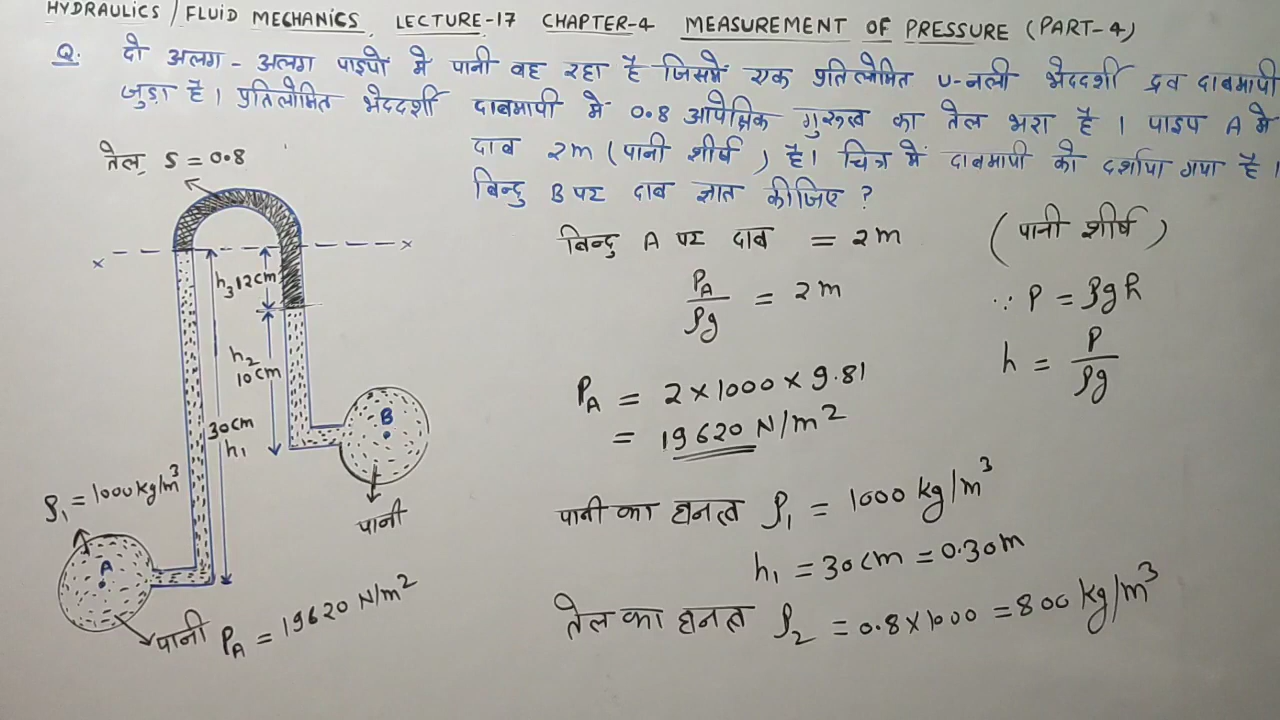 HYDRAULICS / FLUID MECHANICS LECTURE-17 CHAPTER-4 MEASUREMENT OF PRESSURE (PART-4)
Q. दो अलग - अलग पाइपो मे पानी वह रहा है जिसमें एक प्रतिलोमित U-नली भेददर्शी द्रव दाबमापी
जुड़ा है। प्रतिलोमित भेददर्शी दाबमापी मे 0.8 आपेक्षिक गुरुत्व का तेल भरा है । पाइप A मे
दाब 2m (पानी शीर्ष) है। चित्र में दाबमापी को दर्शाया गया है।
बिन्दु B पर दाब ज्ञात कीजिए ?
तेल, S = 0.8
x x
h3 12cm
h2
10cm
30cm
h1
B
पानी
ρ1 = 1000 kg/m³
A
पानी
PA = 19620 N/m²
बिन्दु A पर दाब = 2m (पानी शीर्ष)
PA/ρg = 2m
∵ P = ρgh
h = P/ρg
PA = 2×1000×9.81
= 19620 N/m²
पानी का घनत्व ρ1 = 1000 kg/m³
h1 = 30cm = 0.30m
तेल का घनत्व ρ2 = 0.8×1000 = 800 kg/m³